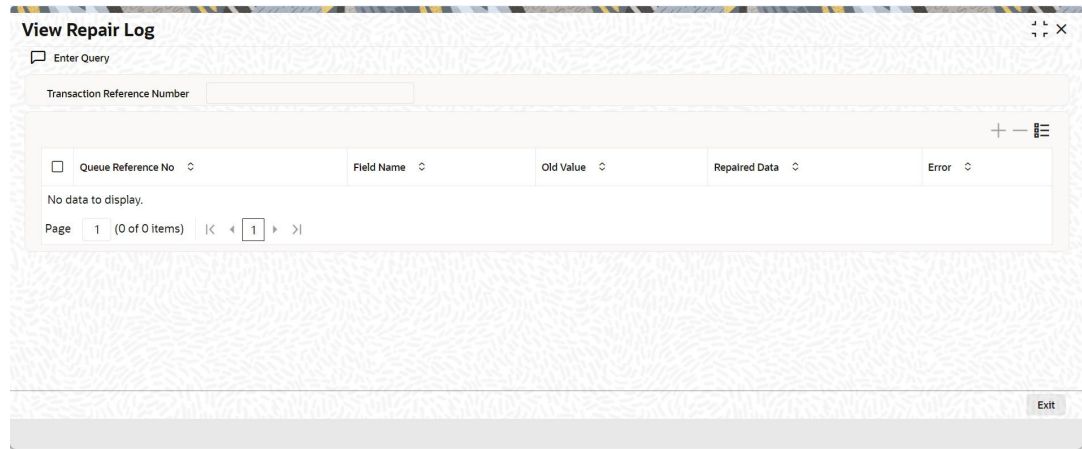 View Repair Log
Enter Query
Transaction Reference Number
Queue Reference No Field Name Old Value Repaired Data Error
No data to display.
Page 1 (0 of 0 items) 1
Exit